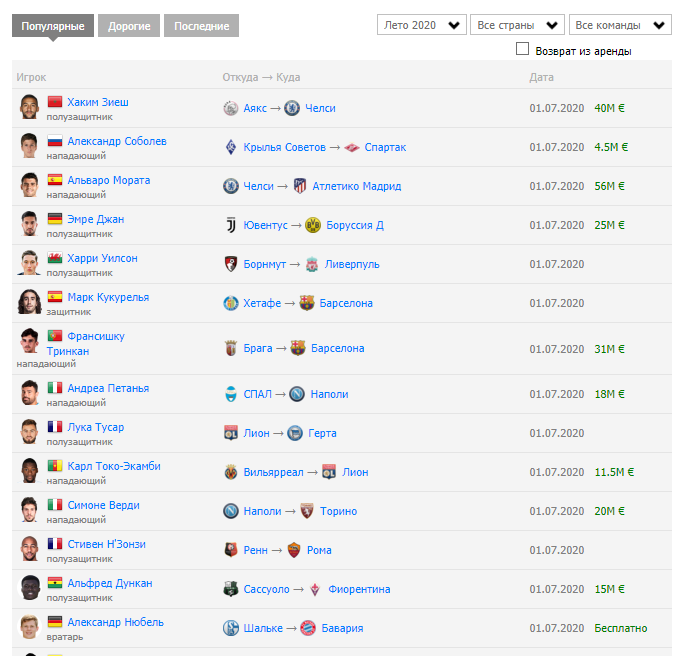 Популярные Дорогие Последние Лето 2020 Все страны Все команды
Возврат из аренды
Игрок Откуда → Куда Дата
Хаким Зиеш
полузащитник
Аякс → Челси 01.07.2020 40M €
Александр Соболев
нападающий
Крылья Советов → Спартак 01.07.2020 4.5M €
Альваро Мората
нападающий
Челси → Атлетико Мадрид 01.07.2020 56M €
Эмре Джан
полузащитник
Ювентус → Боруссия Д 01.07.2020 25M €
Харри Уилсон
полузащитник
Борнмут → Ливерпуль 01.07.2020
Марк Кукурелья
защитник
Хетафе → Барселона 01.07.2020
Франсишку
Тринкан
нападающий
Брага → Барселона 01.07.2020 31M €
Андреа Петанья
нападающий
СПАЛ → Наполи 01.07.2020 18M €
Лука Тусар
полузащитник
Лион → Герта 01.07.2020
Карл Токо-Экамби
нападающий
Вильярреал → Лион 01.07.2020 11.5M €
Симоне Верди
нападающий
Наполи → Торино 01.07.2020 20M €
Стивен Н'Зонзи
полузащитник
Ренн → Рома 01.07.2020
Альфред Дункан
полузащитник
Сассуоло → Фиорентина 01.07.2020 15M €
Александр Нюбель
вратарь
Шальке → Бавария 01.07.2020 Бесплатно